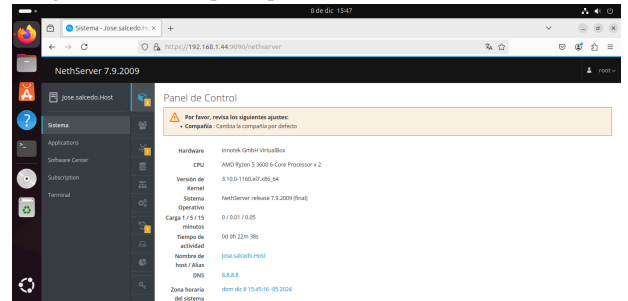 8 de dic 15:47
Sistema - Jose.salcedo.Ho
https://192.168.1.44:9090/nethserver
NethServer 7.9.2009
root
Jose.salcedo.Host
Sistema
Applications
Software Center
Subscription
Terminal
Panel de Control
Por favor, revisa los siguientes ajustes:
• Compañía : Cambia la compañía por defecto
Hardware innotek GmbH VirtualBox
CPU AMD Ryzen 5 3600 6-Core Processor x 2
Versión de Kernel 3.10.0-1160.el7.x86_64
Sistema Operativo NethServer release 7.9.2009 (final)
Carga 1 / 5 / 15 minutos 0 / 0.01 / 0.05
Tiempo de actividad 0d 0h 22m 38s
Nombre de host / Alias Jose.salcedo.Host
DNS 8.8.8.8
Zona horaria del sistema dom dic 8 15:45:16 -05 2024